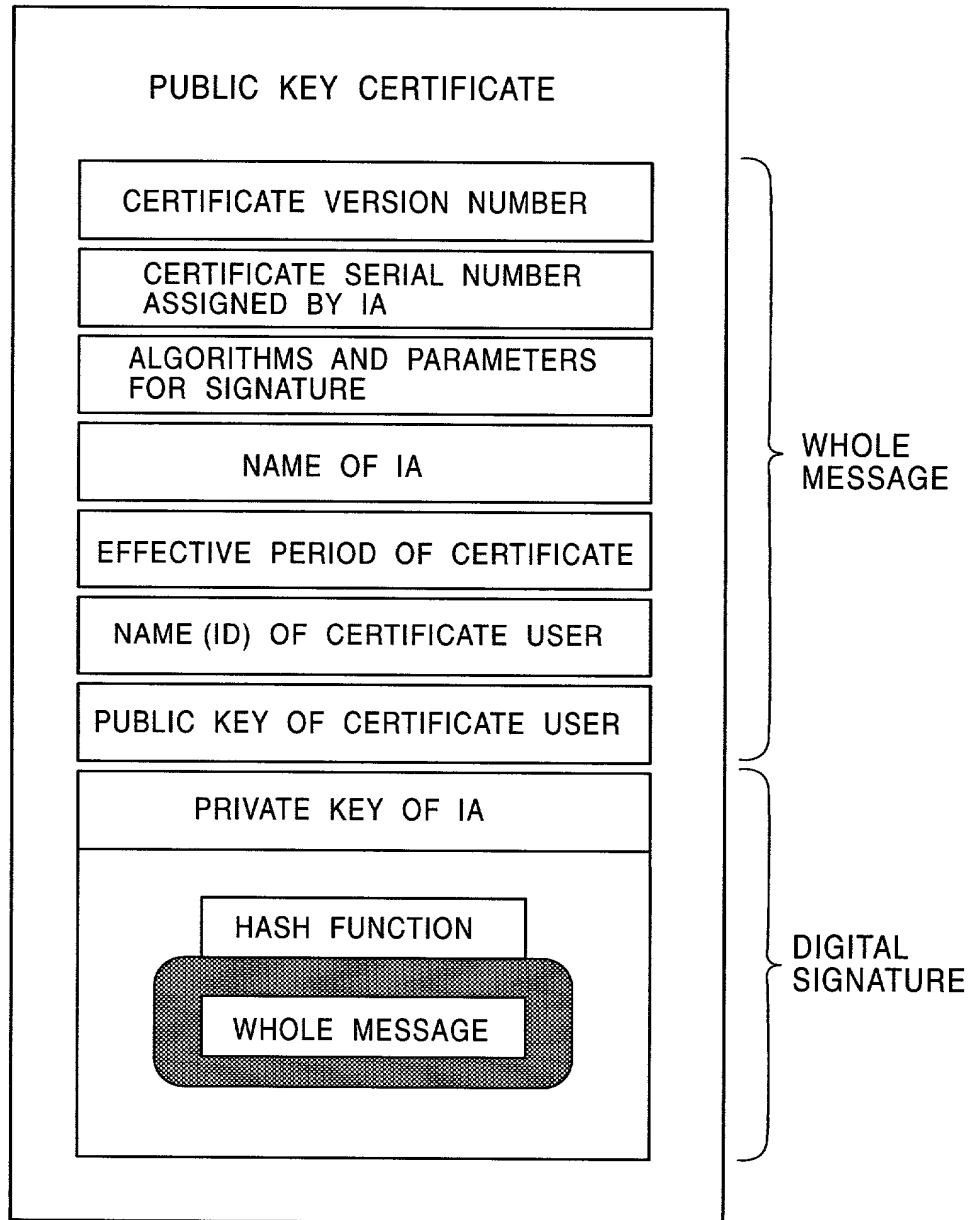 PUBLIC KEY CERTIFICATE
CERTIFICATE VERSION NUMBER
CERTIFICATE SERIAL NUMBER
ASSIGNED BY IA
ALGORITHMS AND PARAMETERS
FOR SIGNATURE
NAME OF IA
EFFECTIVE PERIOD OF CERTIFICATE
NAME (ID) OF CERTIFICATE USER
PUBLIC KEY OF CERTIFICATE USER
WHOLE
MESSAGE
PRIVATE KEY OF IA
HASH FUNCTION
WHOLE MESSAGE
DIGITAL
SIGNATURE